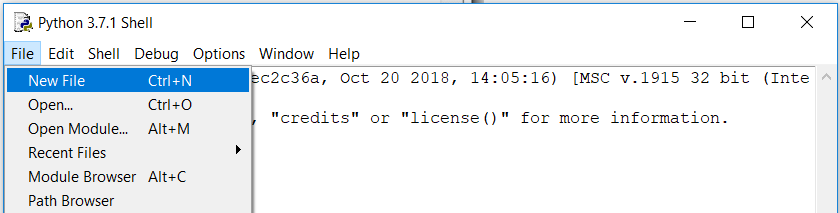 Python 3.7.1 Shell
File Edit Shell Debug Options Window Help
New File Ctrl+N
ec2c36a, Oct 20 2018, 14:05:16) [MSC v.1915 32 bit (Inte
Open... Ctrl+O
Open Module... Alt+M
, "credits" or "license()" for more information.
Recent Files
Module Browser Alt+C
Path Browser